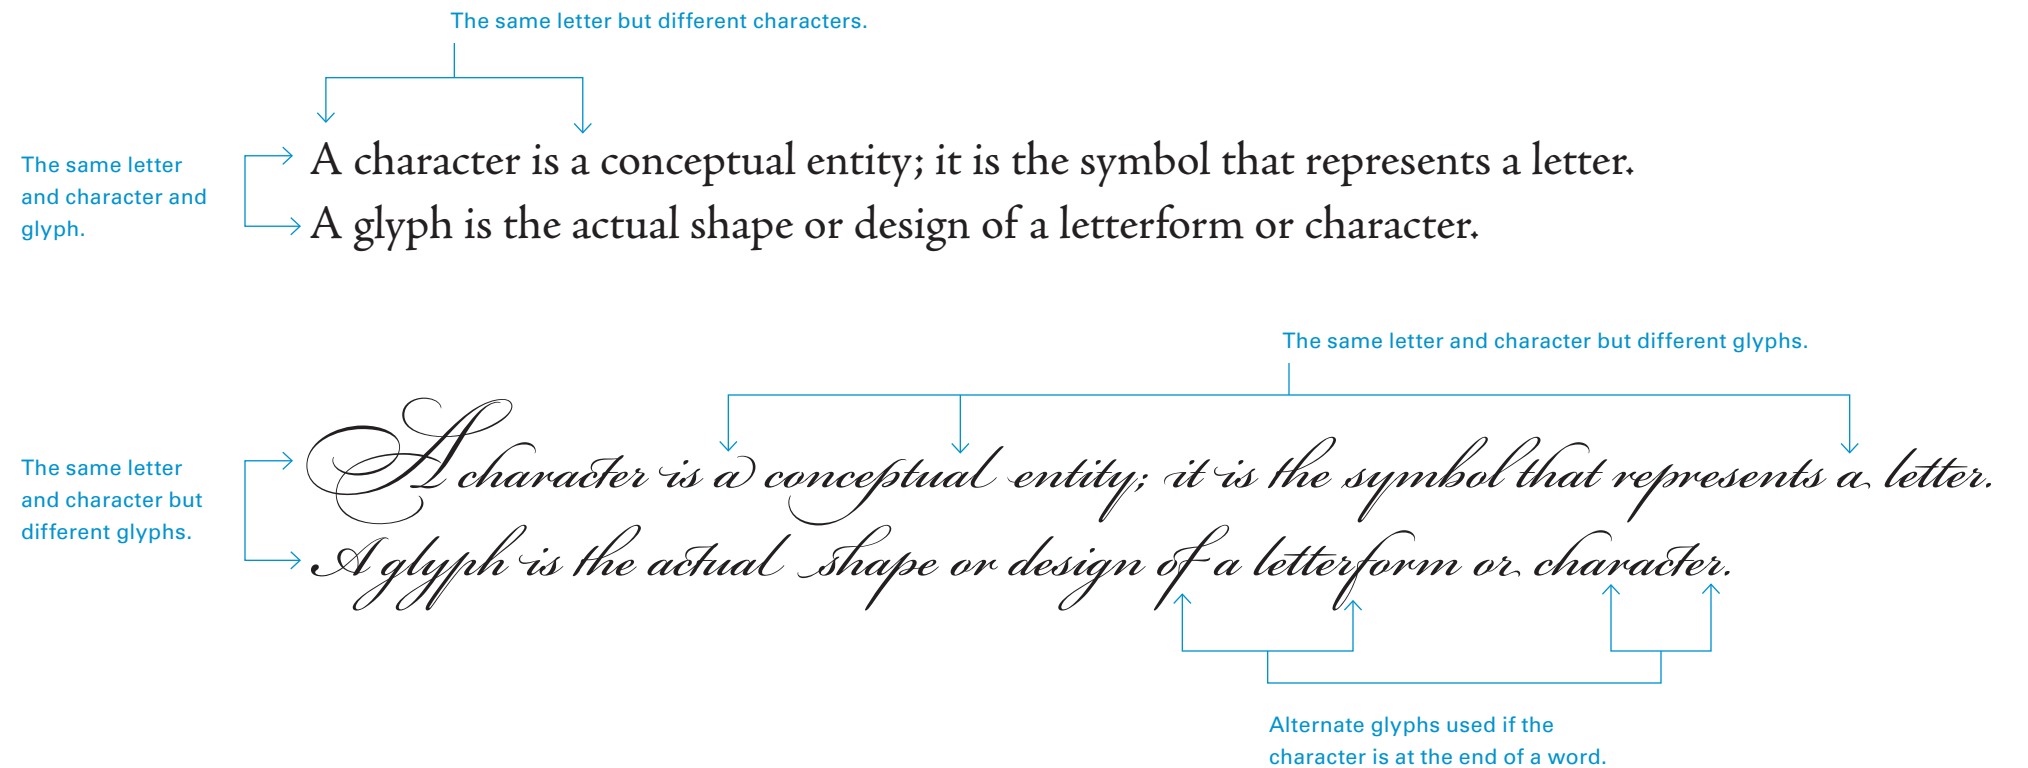 The same letter but different characters.
The same letter
and character and
glyph.
A character is a conceptual entity; it is the symbol that represents a letter.
A glyph is the actual shape or design of a letterform or character.
The same letter and character but different glyphs.
The same letter
and character but
different glyphs.
A character is a conceptual entity; it is the symbol that represents a letter.
A glyph is the actual shape or design of a letterform or character.
Alternate glyphs used if the
character is at the end of a word.